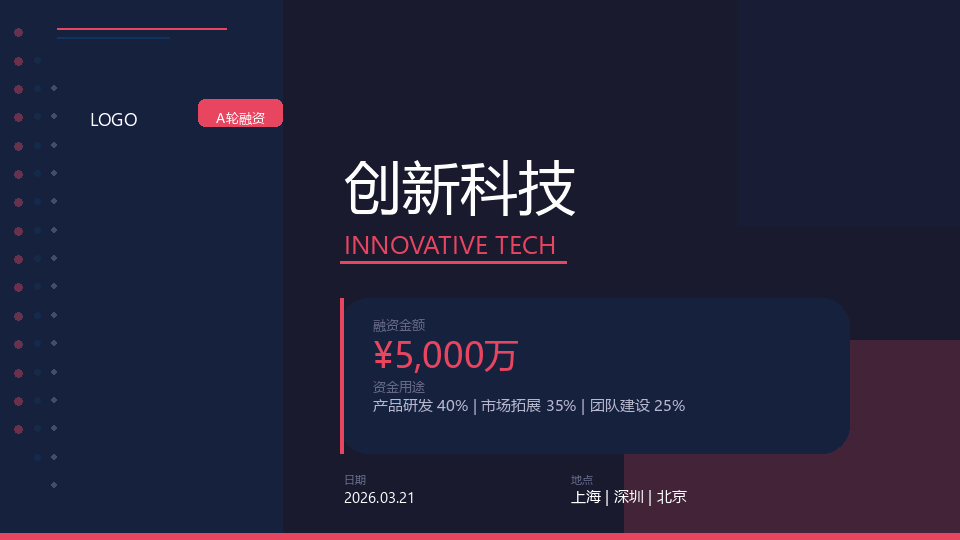 LOGO
A轮融资
创新科技
INNOVATIVE TECH
融资金额
¥5,000万
资金用途
产品研发 40% | 市场拓展 35% | 团队建设 25%
日期
2026.03.21
地点
上海 | 深圳 | 北京